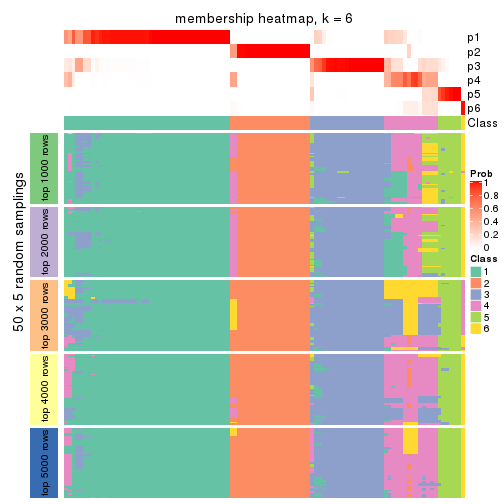 membership heatmap, k = 6
p1
p2
p3
p4
p5
p6
Class
50 x 5 random samplings
top 1000 rows
top 2000 rows
top 3000 rows
top 4000 rows
top 5000 rows
Prob
1
0.8
0.6
0.4
0.2
0
Class
1
2
3
4
5
6